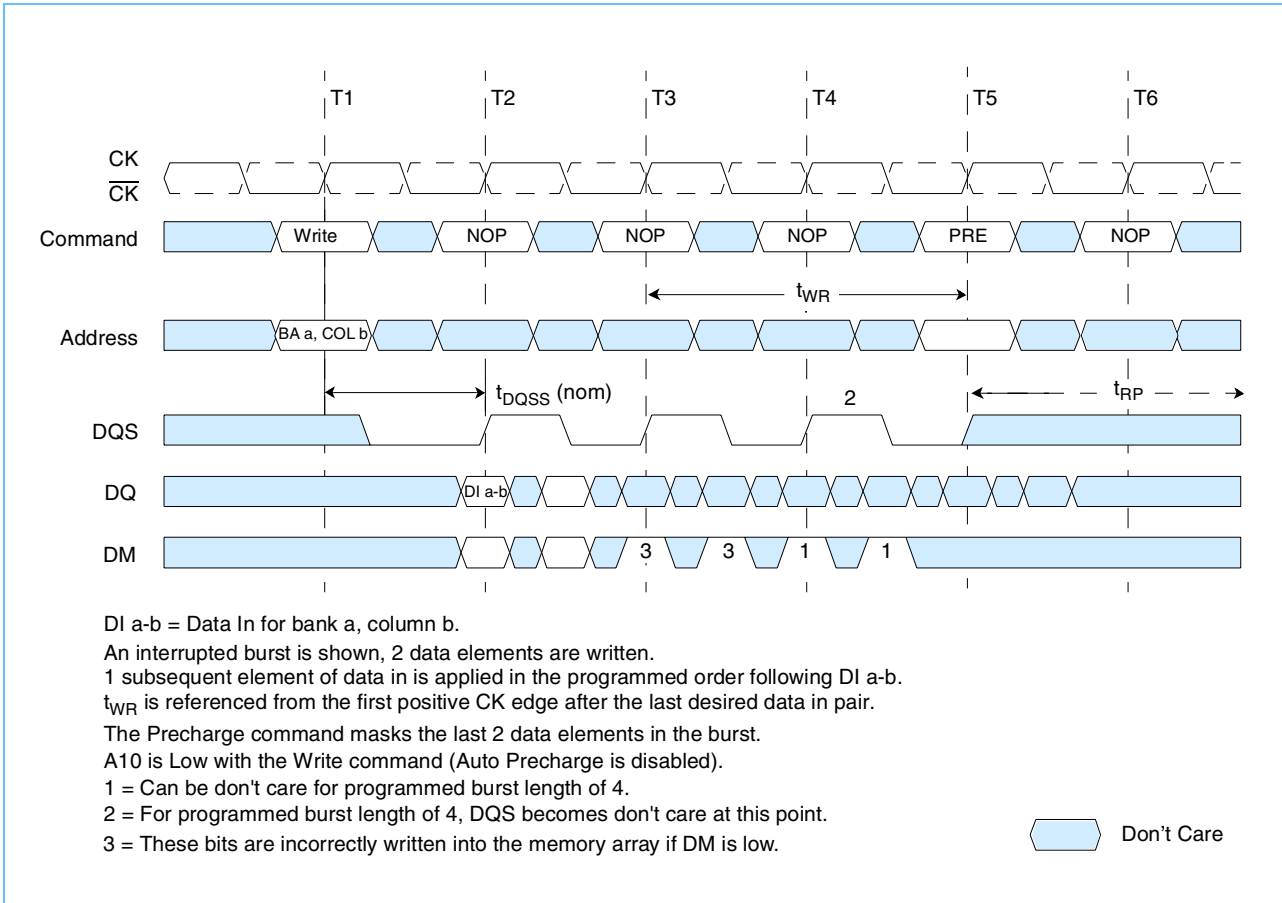 T1 T2 T3 T4 T5 T6
CK
CK
Command Write NOP NOP NOP PRE NOP
tWR
Address BA a, COL b
tDQSS (nom) 2 tRP
DQS
DQ DI a-b
DM 3 3 1 1
DI a-b = Data In for bank a, column b.
An interrupted burst is shown, 2 data elements are written.
1 subsequent element of data in is applied in the programmed order following DI a-b.
tWR is referenced from the first positive CK edge after the last desired data in pair.
The Precharge command masks the last 2 data elements in the burst.
A10 is Low with the Write command (Auto Precharge is disabled).
1 = Can be don't care for programmed burst length of 4.
2 = For programmed burst length of 4, DQS becomes don't care at this point.
3 = These bits are incorrectly written into the memory array if DM is low.
Don't Care